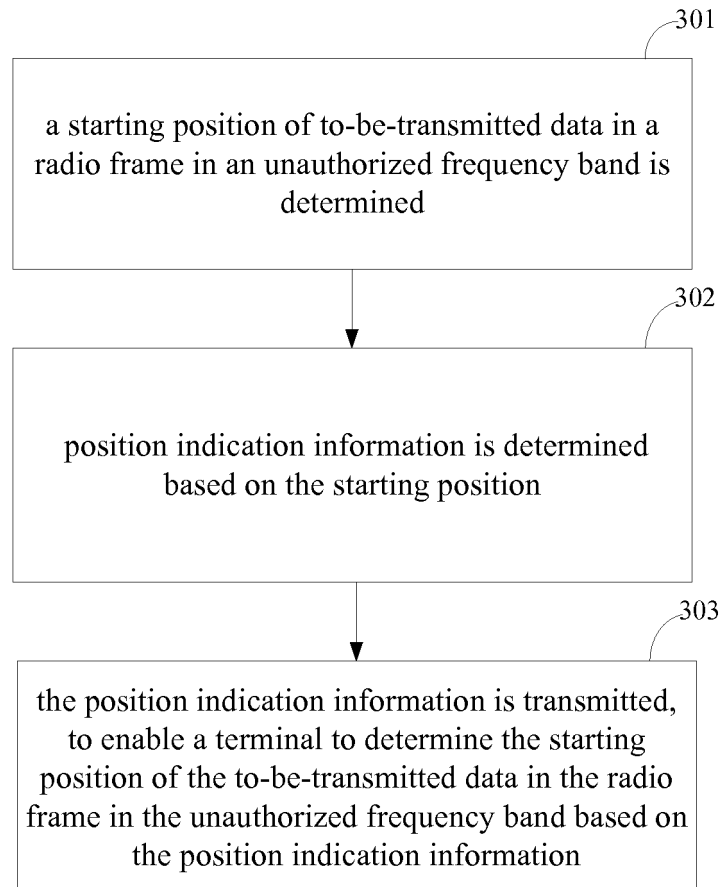 301
a starting position of to-be-transmitted data in a
radio frame in an unauthorized frequency band is
determined
302
position indication information is determined
based on the starting position
303
the position indication information is transmitted,
to enable a terminal to determine the starting
position of the to-be-transmitted data in the radio
frame in the unauthorized frequency band based on
the position indication information